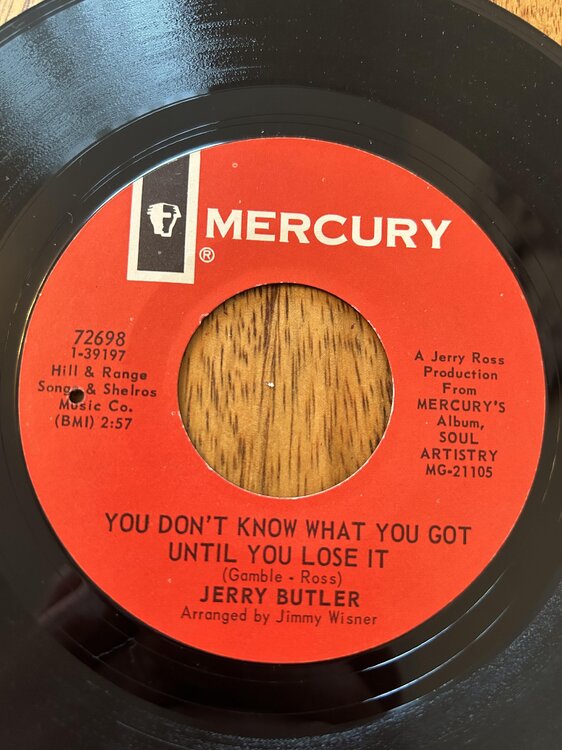 MERCURY
®
72698
1-39197
Hill & Range
Songs & Shelros
Music Co.
(BMI) 2:57
A Jerry Ross
Production
From
MERCURY'S
Album,
SOUL
ARTISTRY
MG-21105
YOU DON'T KNOW WHAT YOU GOT
UNTIL YOU LOSE IT
(Gamble - Ross)
JERRY BUTLER
Arranged by Jimmy Wisner